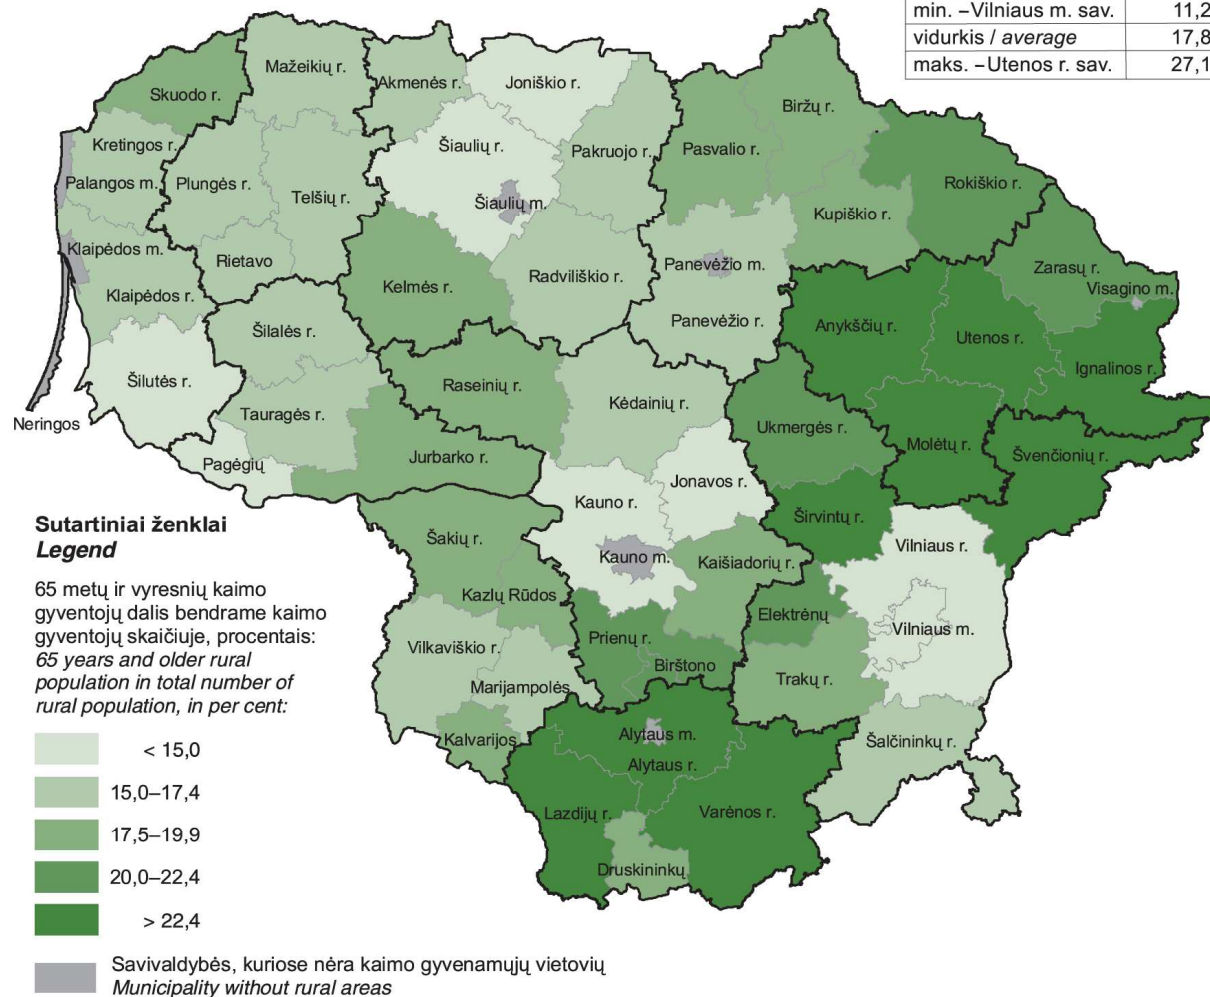 min. –Vilniaus m. sav. 11,2
vidurkis / average 17,8
maks. –Utenos r. sav. 27,1
Mažeikių r.
Akmenės r.
Joniškio r.
Skuodo r.
Biržų r.
Kretingos r.
Šiaulių r.
Pakruojo r.
Pasvalio r.
Palangos m.
Plungės r.
Telšių r.
Rokiškio r.
Šiaulių m.
Kupiškio r.
Klaipėdos m.
Rietavo
Panevėžio m.
Zarasų r.
Radviliškio r.
Kelmės r.
Visagino m.
Klaipėdos r.
Panevėžio r.
Anykščių r.
Šilalės r.
Utenos r.
Ignalinos r.
Šilutės r.
Raseinių r.
Kėdainių r.
Neringos
Tauragės r.
Ukmergės r.
Molėtų r.
Švenčionių r.
Pagėgių
Jurbarko r.
Jonavos r.
Kauno r.
Širvintų r.
Šakių r.
Vilniaus r.
Kauno m.
Kaišiadorių r.
Kazlų Rūdos
Elektrėnų
Vilniaus m.
Prienų r.
Vilkaviškio r.
Birštono
Trakų r.
Marijampolės
Kalvarijos
Alytaus m.
Šalčininkų r.
Alytaus r.
Lazdijų r.
Varėnos r.
Druskininkų
Sutartiniai ženklai
Legend
65 metų ir vyresnių kaimo
gyventojų dalis bendrame kaimo
gyventojų skaičiuje, procentais:
65 years and older rural
population in total number of
rural population, in per cent:
< 15,0
15,0–17,4
17,5–19,9
20,0–22,4
> 22,4
Savivaldybės, kuriose nėra kaimo gyvenamųjų vietovių
Municipality without rural areas